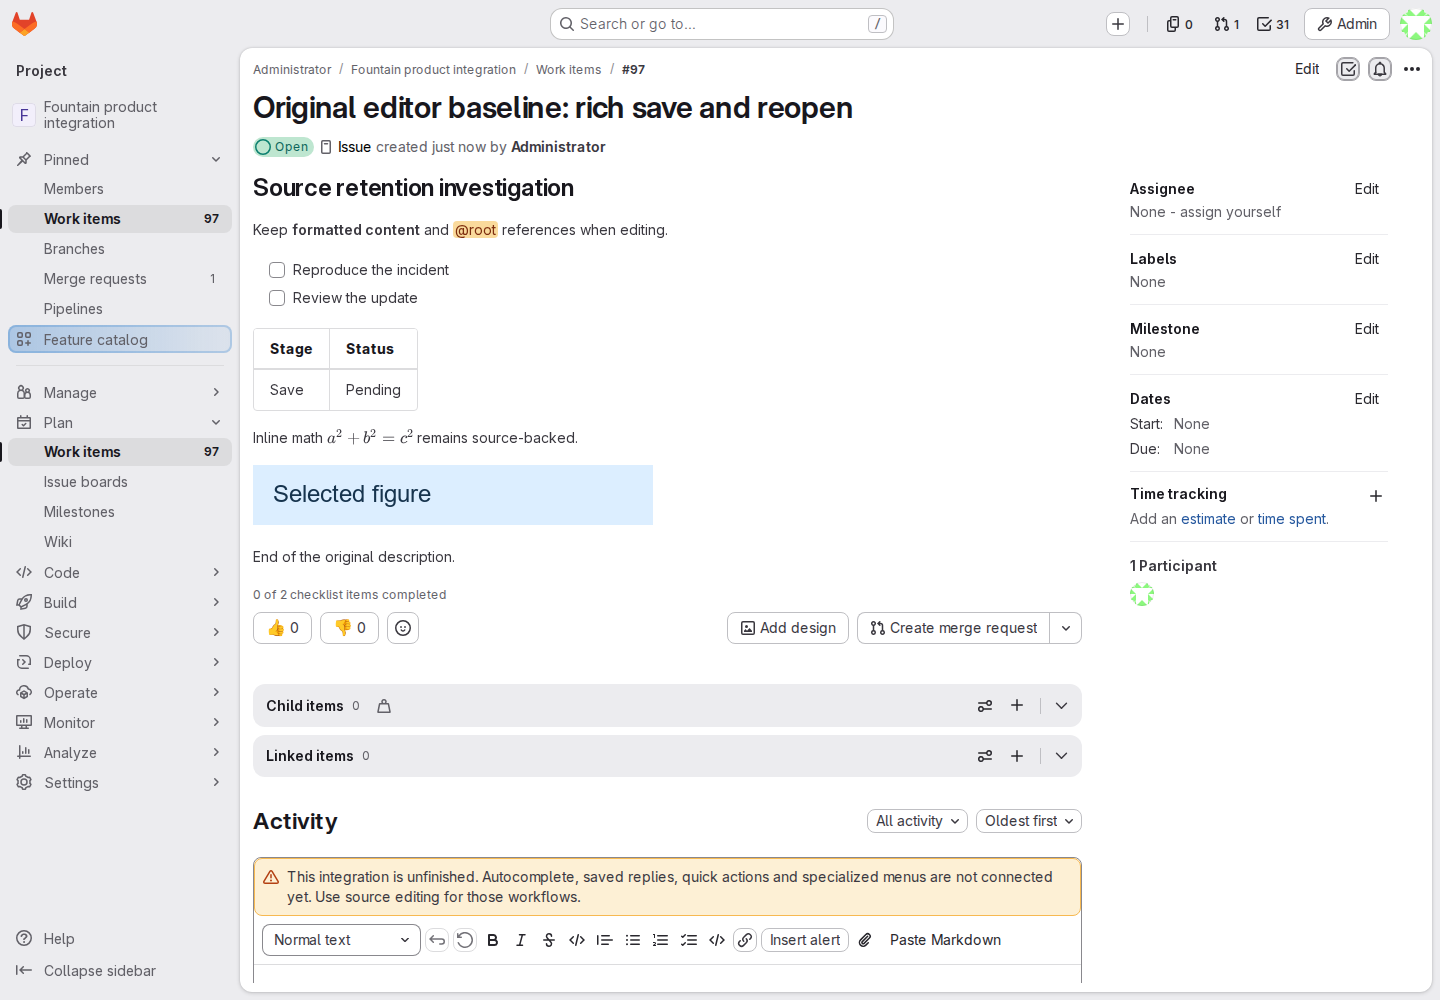 Search or go to...
/
0
1
31
Admin
Project
F
Fountain product integration
Pinned
Members
Work items
97
Branches
Merge requests
1
Pipelines
Feature catalog
Manage
Plan
Work items
97
Issue boards
Milestones
Wiki
Code
Build
Secure
Deploy
Operate
Monitor
Analyze
Settings
Help
Collapse sidebar
Administrator / Fountain product integration / Work items / #97
Edit
Original editor baseline: rich save and reopen
Open Issue created just now by Administrator
Source retention investigation
Keep formatted content and @root references when editing.
Reproduce the incident
Review the update
Stage Status
Save Pending
Inline math a² + b² = c² remains source-backed.
Selected figure
End of the original description.
0 of 2 checklist items completed
👍 0
👎 0
Add design
Create merge request
Child items 0
Linked items 0
Activity
All activity
Oldest first
This integration is unfinished. Autocomplete, saved replies, quick actions and specialized menus are not connected
yet. Use source editing for those workflows.
Normal text
Insert alert
Paste Markdown
Assignee
Edit
None - assign yourself
Labels
Edit
None
Milestone
Edit
None
Dates
Edit
Start: None
Due: None
Time tracking
Add an estimate or time spent.
1 Participant